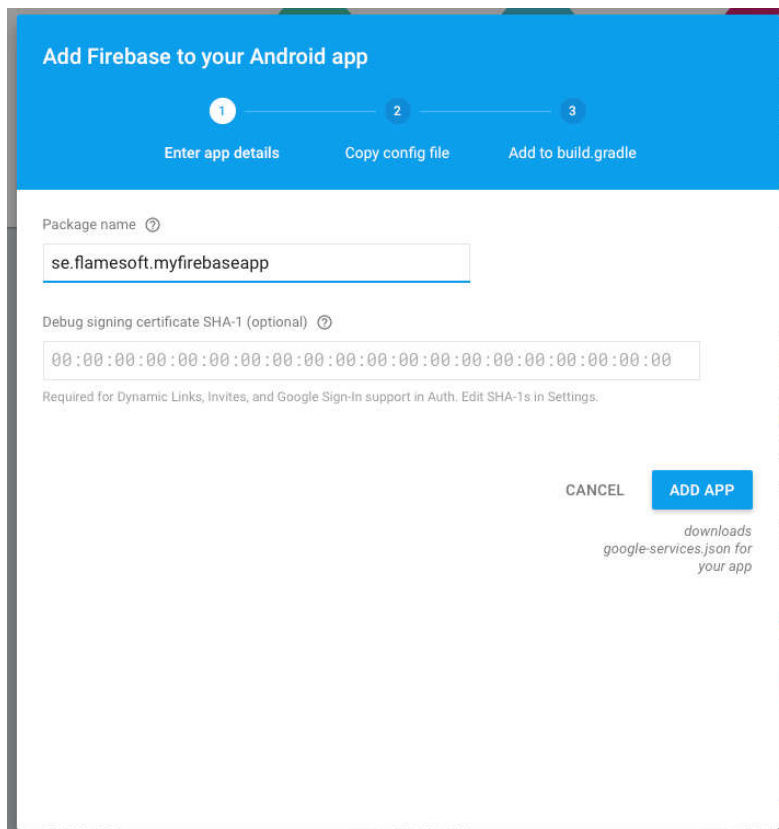 Add Firebase to your Android app
1 2 3
Enter app details Copy config file Add to build.gradle
Package name ?
se.flamesoft.myfirebaseapp
Debug signing certificate SHA-1 (optional) ?
00:00:00:00:00:00:00:00:00:00:00:00:00:00:00:00:00:00:00:00
Required for Dynamic Links, Invites, and Google Sign-In support in Auth. Edit SHA-1s in Settings.
CANCEL ADD APP
downloads
google-services.json for
your app